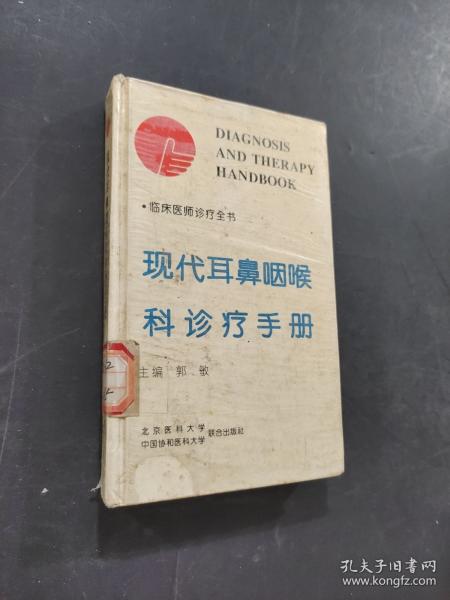 DIAGNOSIS
AND THERAPY
HANDBOOK
•临床医师诊疗全书
现代耳鼻咽喉
科诊疗手册
主编 郭敏
北京医科大学
中国协和医科大学
联合出版社
孔夫子旧书网
www.kongfz.com